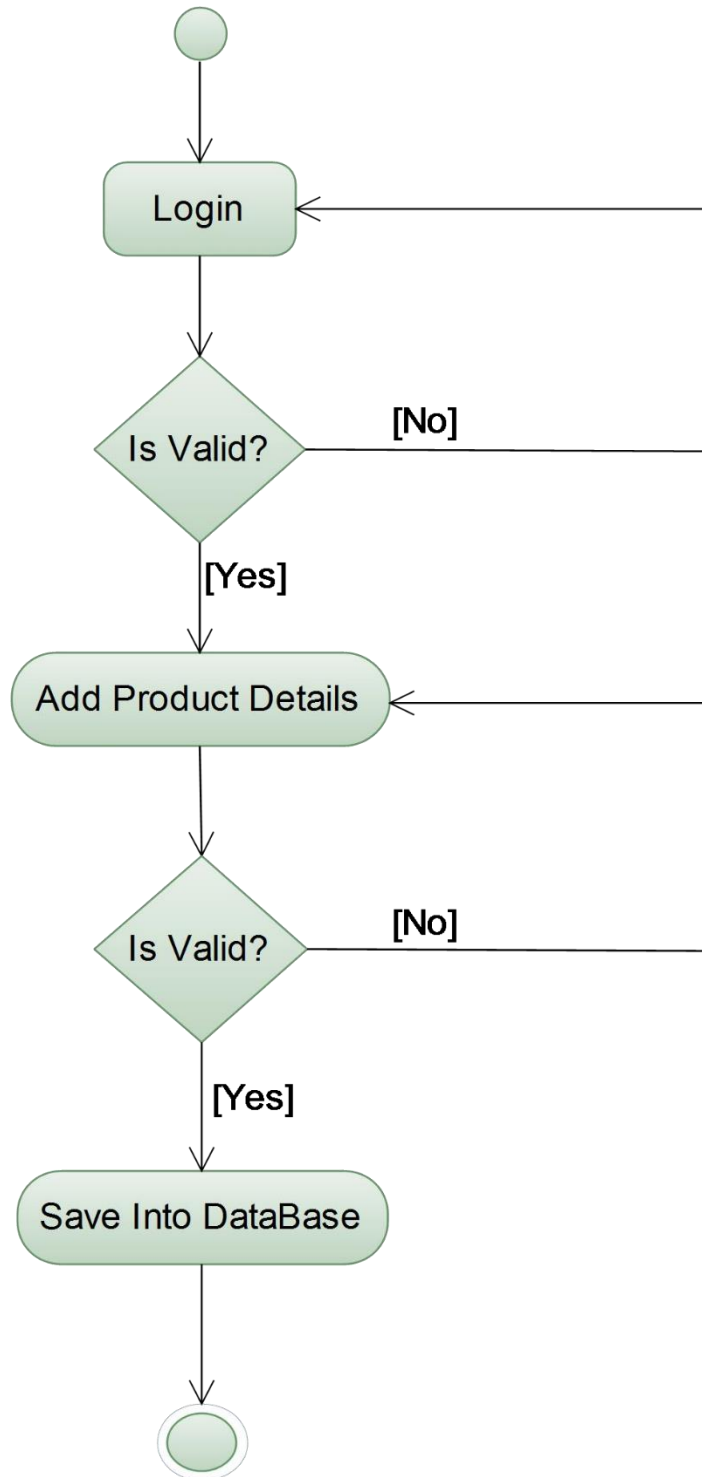 Login
Is Valid?
[No]
[Yes]
Add Product Details
Is Valid?
[No]
[Yes]
Save Into DataBase